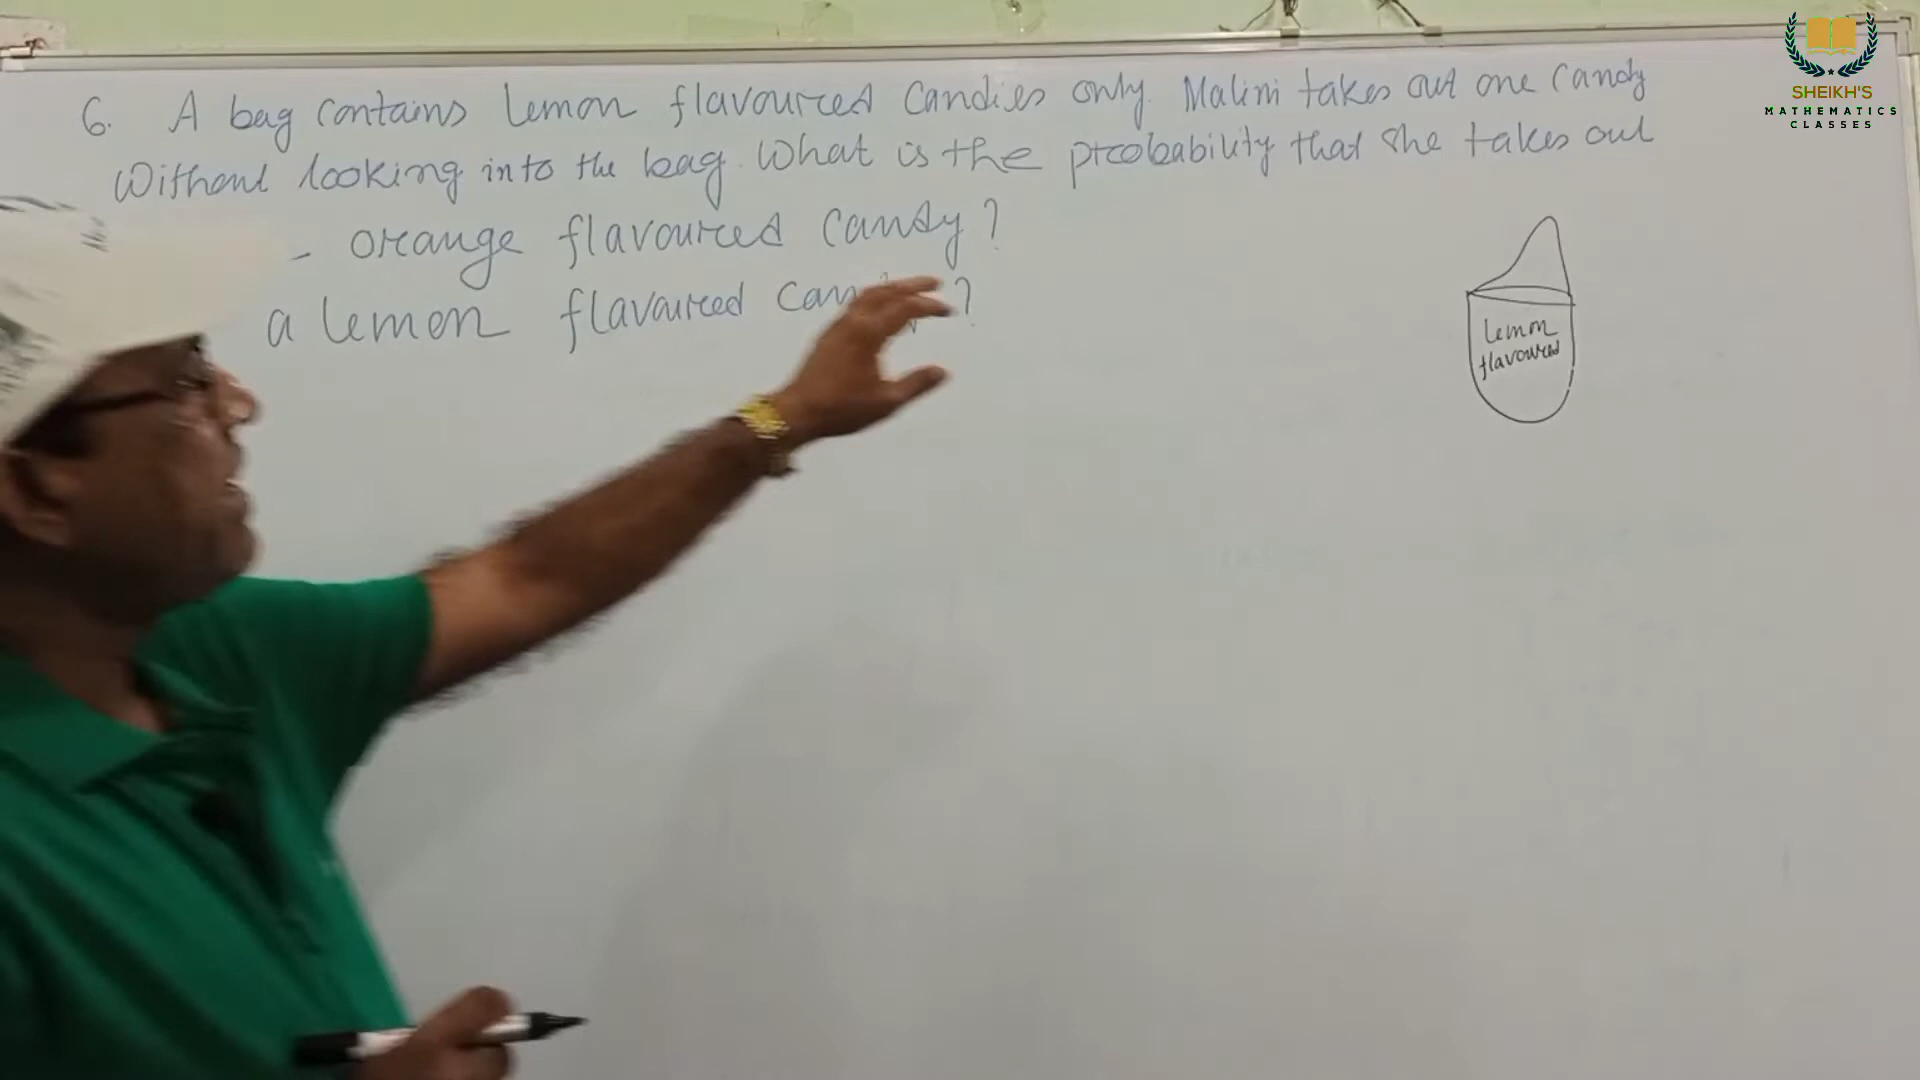 6. A bag contains lemon flavoured candies only. Malini takes out one candy
without looking into the bag. What is the probability that she takes out
orange flavoured candy?
a lemon flavoured ?
lemon
flavoured
SHEIKH'S
MATHEMATICS
CLASSES